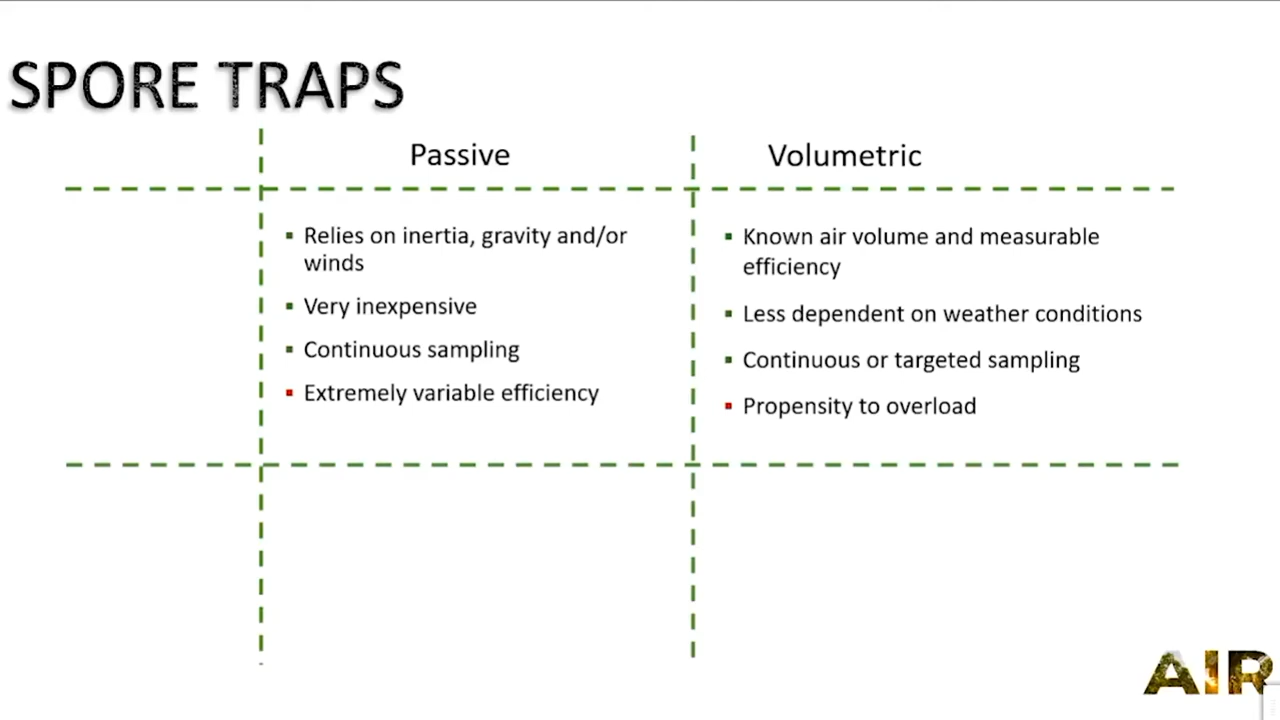 SPORE TRAPS
Passive
Volumetric
Relies on inertia, gravity and/or
winds
Very inexpensive
Continuous sampling
Extremely variable efficiency
Known air volume and measurable
efficiency
Less dependent on weather conditions
Continuous or targeted sampling
Propensity to overload
AIR